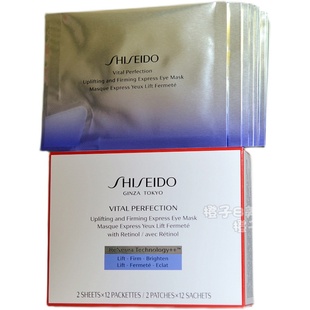 SHISEIDO
Vital Perfection
Uplifting and Firming Express Eye Mask
Masque Express Yeux Lift Fermeté
SHISEIDO
GINZA TOKYO
VITAL PERFECTION
Uplifting and Firming Express Eye Mask
Masque Express Yeux Lift Fermeté
with Retinol / avec Rétinol
Lift · Firm · Brighten
Lift · Fermeté · Éclat
2 SHEETS×12 PACKETTES / 2 PATCHES×12 SACHETS